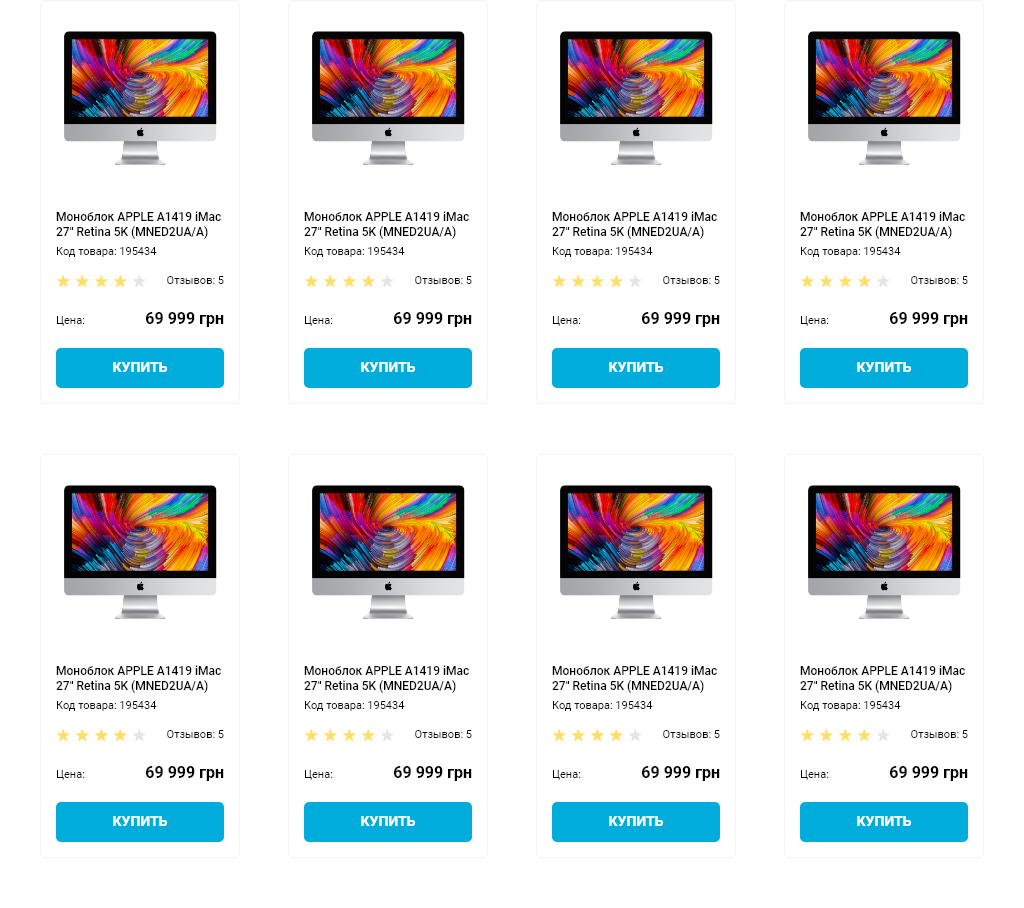 Моноблок APPLE A1419 iMac
27" Retina 5K (MNED2UA/A)
Код товара: 195434
Отзывов: 5
Цена: 69 999 грн
КУПИТЬ
Моноблок APPLE A1419 iMac
27" Retina 5K (MNED2UA/A)
Код товара: 195434
Отзывов: 5
Цена: 69 999 грн
КУПИТЬ
Моноблок APPLE A1419 iMac
27" Retina 5K (MNED2UA/A)
Код товара: 195434
Отзывов: 5
Цена: 69 999 грн
КУПИТЬ
Моноблок APPLE A1419 iMac
27" Retina 5K (MNED2UA/A)
Код товара: 195434
Отзывов: 5
Цена: 69 999 грн
КУПИТЬ
Моноблок APPLE A1419 iMac
27" Retina 5K (MNED2UA/A)
Код товара: 195434
Отзывов: 5
Цена: 69 999 грн
КУПИТЬ
Моноблок APPLE A1419 iMac
27" Retina 5K (MNED2UA/A)
Код товара: 195434
Отзывов: 5
Цена: 69 999 грн
КУПИТЬ
Моноблок APPLE A1419 iMac
27" Retina 5K (MNED2UA/A)
Код товара: 195434
Отзывов: 5
Цена: 69 999 грн
КУПИТЬ
Моноблок APPLE A1419 iMac
27" Retina 5K (MNED2UA/A)
Код товара: 195434
Отзывов: 5
Цена: 69 999 грн
КУПИТЬ